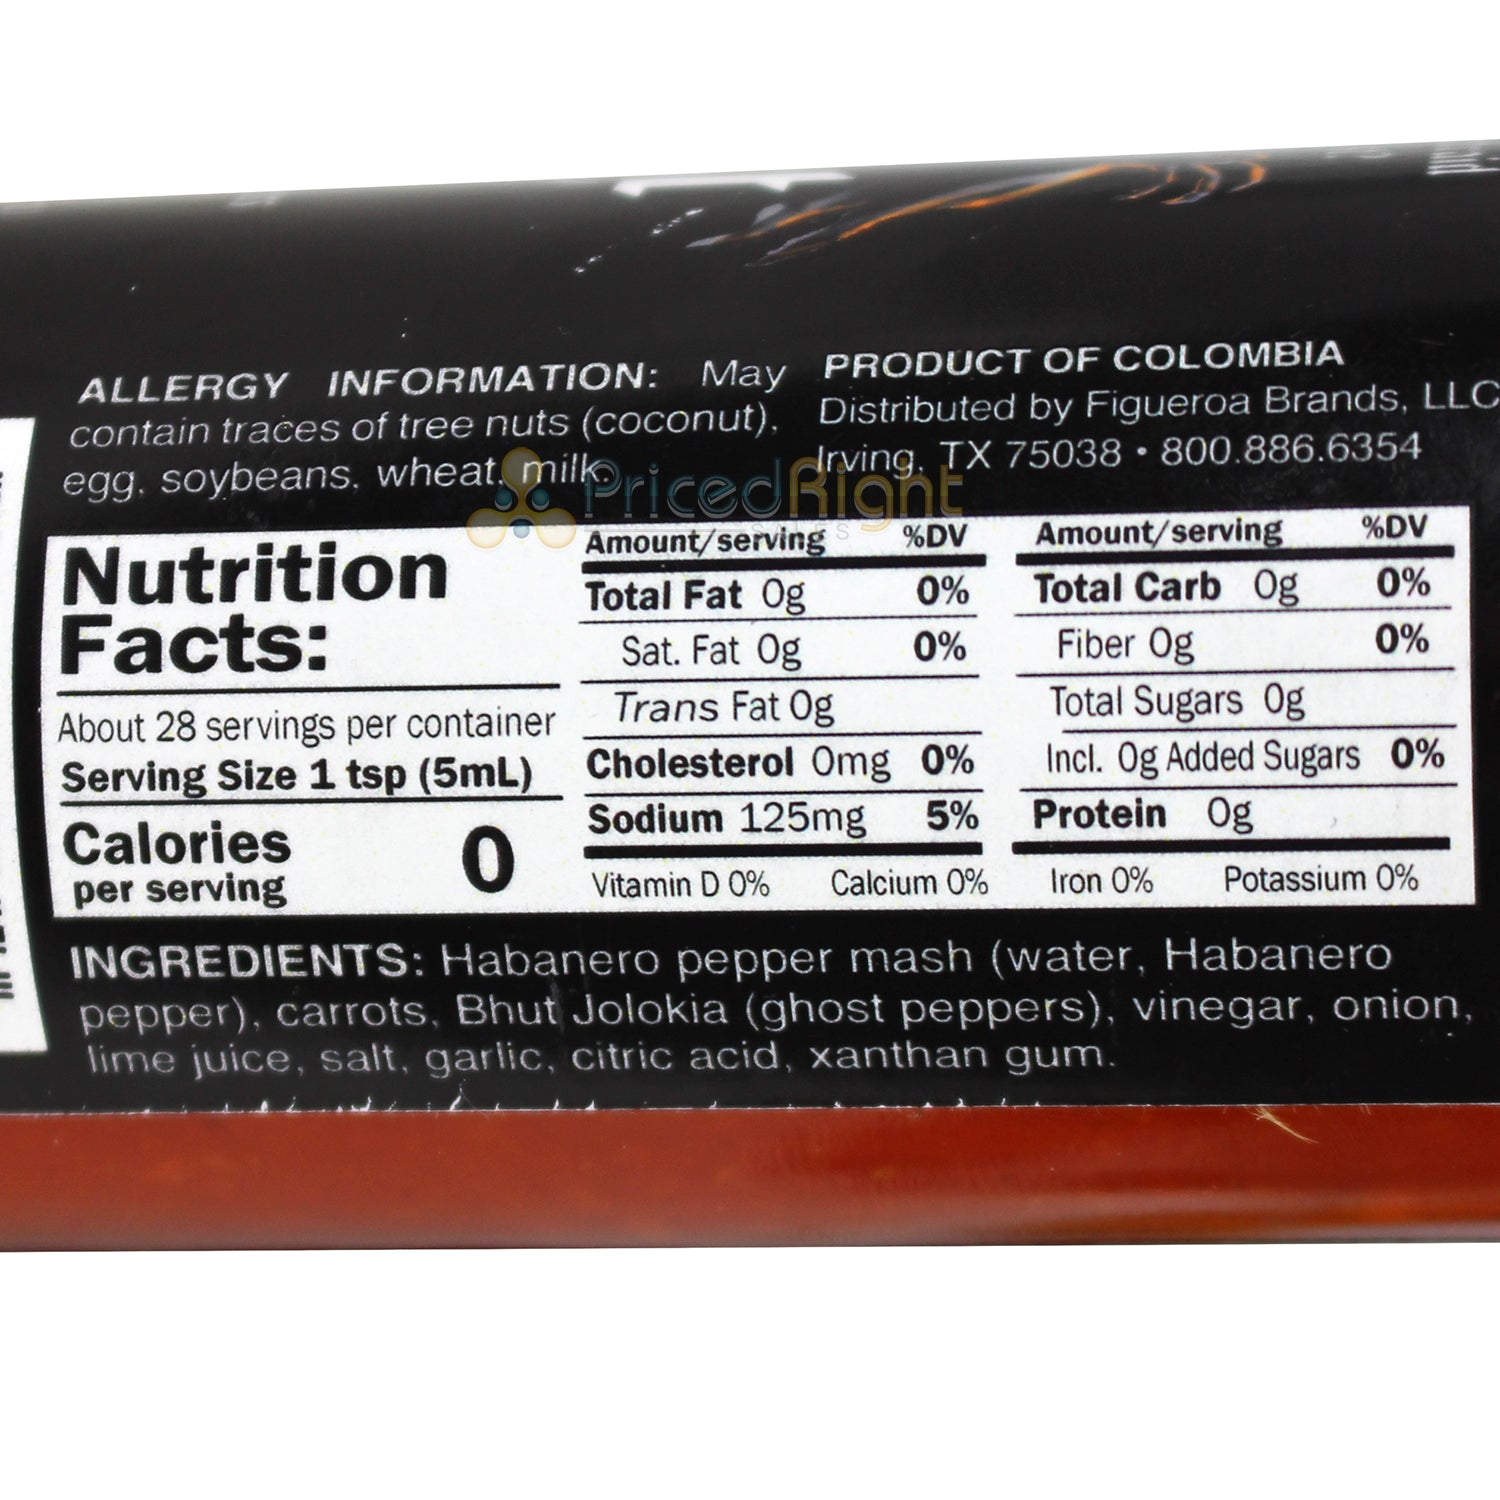 ALLERGY INFORMATION: May
contain traces of tree nuts (coconut),
egg, soybeans, wheat, milk.
PRODUCT OF COLOMBIA
Distributed by Figueroa Brands, LLC
Irving, TX 75038 • 800.886.6354
PricedRight
Nutrition
Facts:
About 28 servings per container
Serving Size 1 tsp (5mL)
Calories 0
per serving
Amount/serving %DV
Total Fat 0g 0%
Sat. Fat 0g 0%
Trans Fat 0g
Cholesterol 0mg 0%
Sodium 125mg 5%
Vitamin D 0% Calcium 0%
Amount/serving %DV
Total Carb 0g 0%
Fiber 0g 0%
Total Sugars 0g
Incl. 0g Added Sugars 0%
Protein 0g
Iron 0% Potassium 0%
INGREDIENTS: Habanero pepper mash (water, Habanero
pepper), carrots, Bhut Jolokia (ghost peppers), vinegar, onion,
lime juice, salt, garlic, citric acid, xanthan gum.